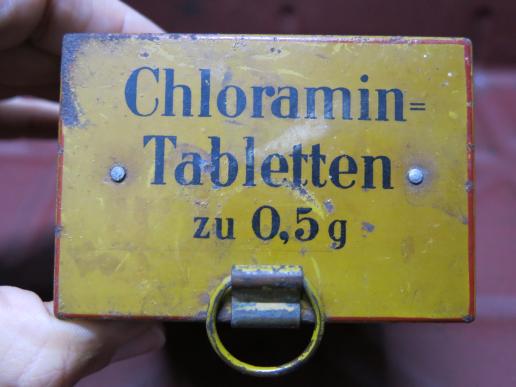 Chloramin=
Tabletten
zu 0,5 g